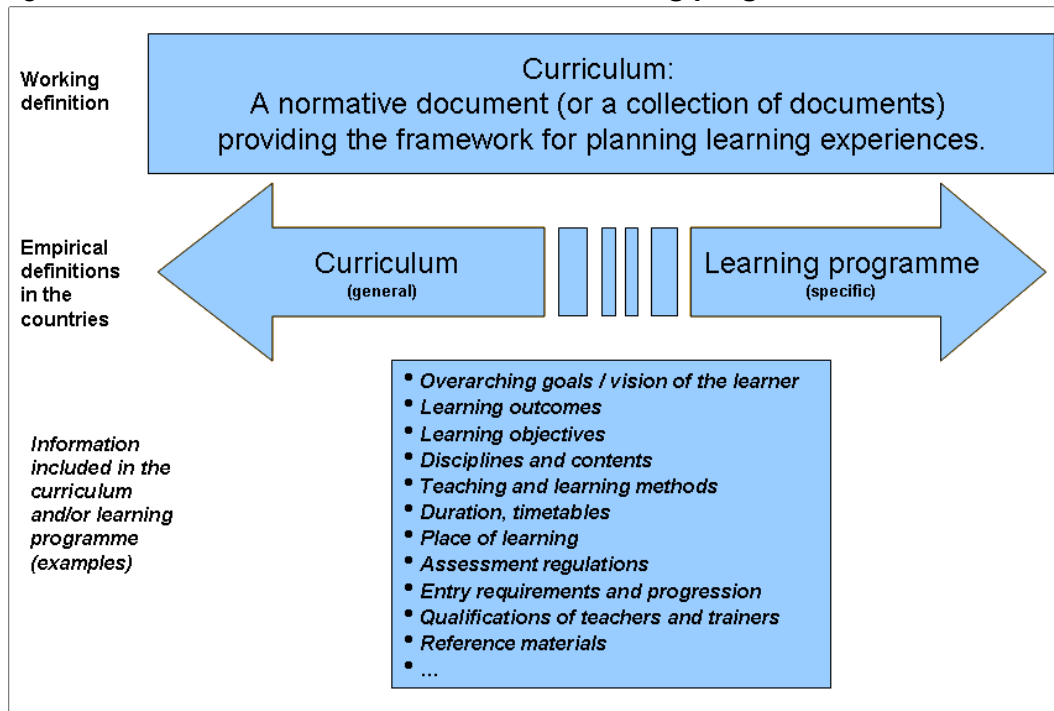 Working
definition
Curriculum:
A normative document (or a collection of documents)
providing the framework for planning learning experiences.
Empirical
definitions
in the
countries
Curriculum
(general)
Learning programme
(specific)
Information
included in the
curriculum
and/or learning
programme
(examples)
• Overarching goals / vision of the learner
• Learning outcomes
• Learning objectives
• Disciplines and contents
• Teaching and learning methods
• Duration, timetables
• Place of learning
• Assessment regulations
• Entry requirements and progression
• Qualifications of teachers and trainers
• Reference materials
• ...